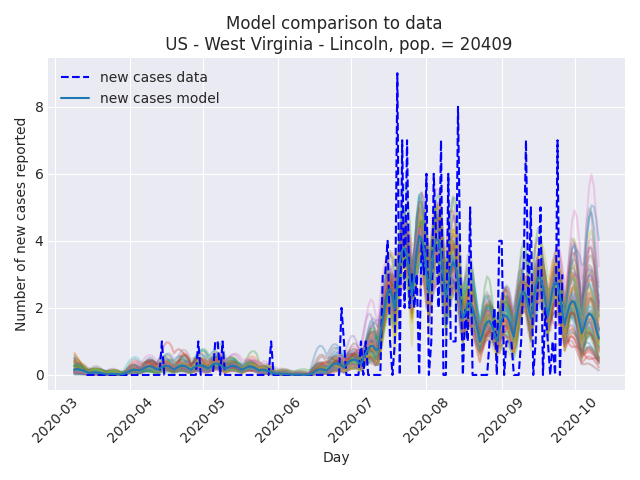 Model comparison to data
US - West Virginia - Lincoln, pop. = 20409
new cases data
new cases model
Number of new cases reported
8
6
4
2
0
2020-03
2020-04
2020-05
2020-06
2020-07
2020-08
2020-09
2020-10
Day